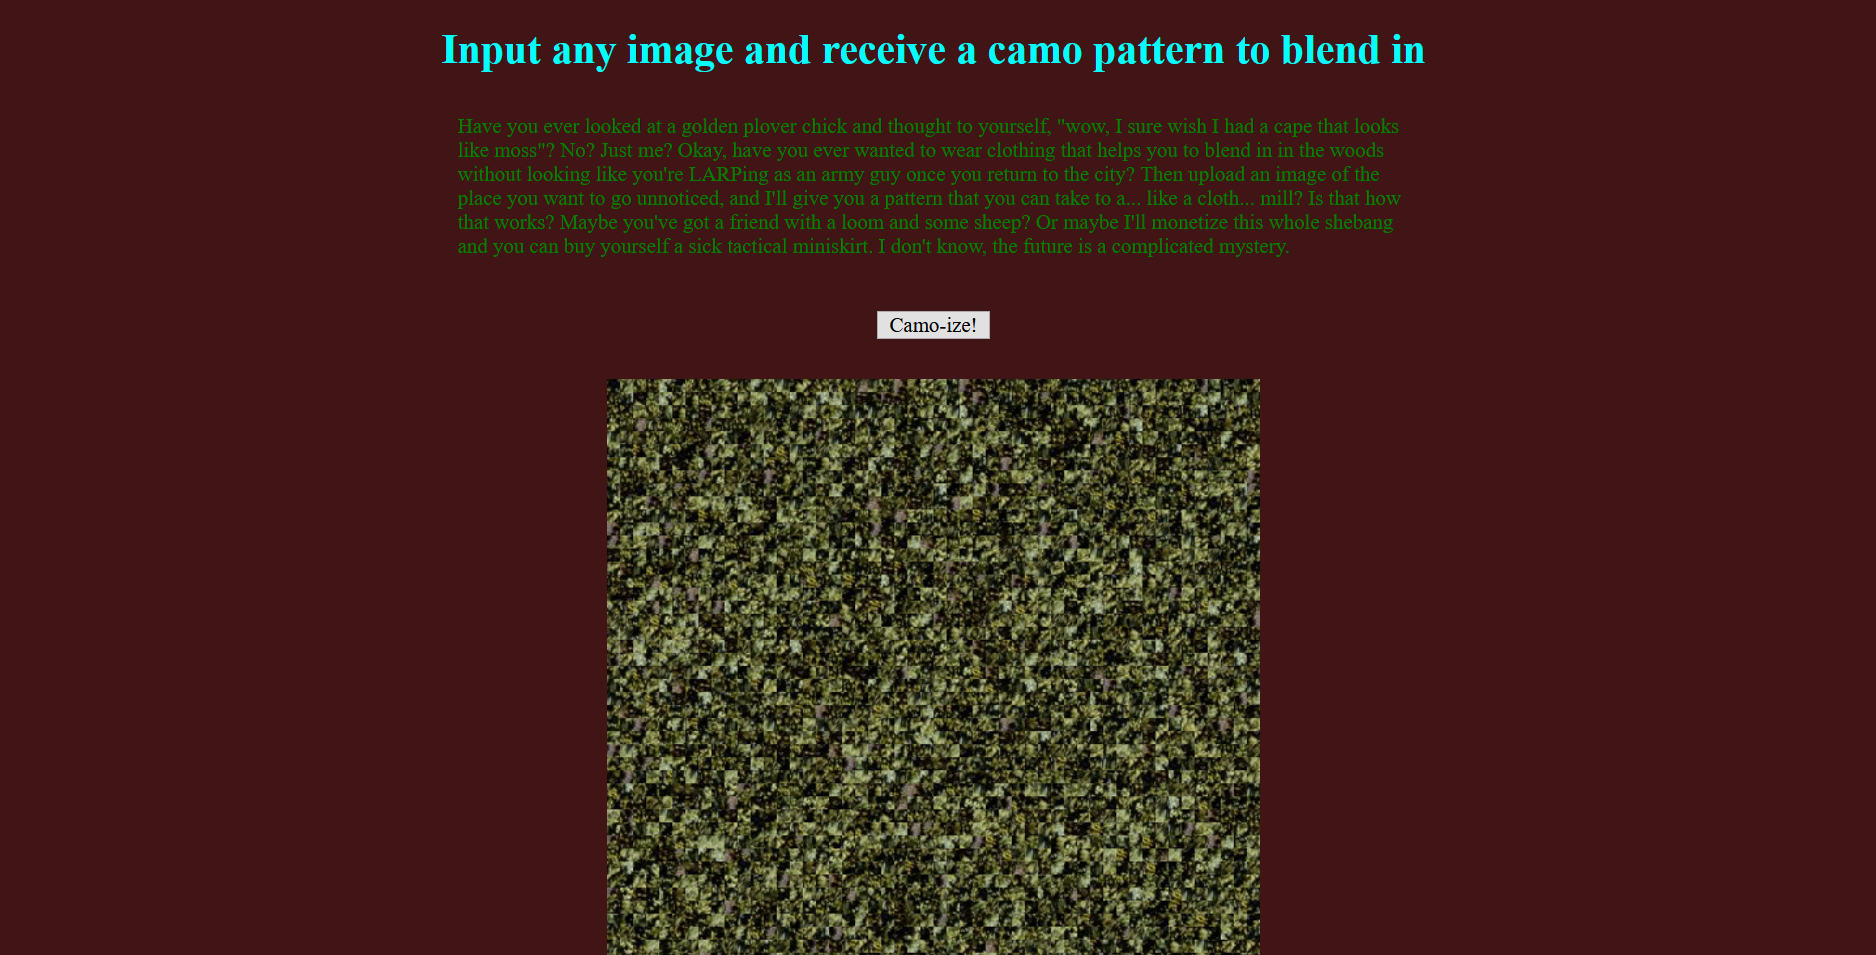 Input any image and receive a camo pattern to blend in
Have you ever looked at a golden plover chick and thought to yourself, "wow, I sure wish I had a cape that looks
like moss"? No? Just me? Okay, have you ever wanted to wear clothing that helps you to blend in in the woods
without looking like you're LARPing as an army guy once you return to the city? Then upload an image of the
place you want to go unnoticed, and I'll give you a pattern that you can take to a... like a cloth... mill? Is that how
that works? Maybe you've got a friend with a loom and some sheep? Or maybe I'll monetize this whole shebang
and you can buy yourself a sick tactical miniskirt. I don't know, the future is a complicated mystery.
Camo-ize!